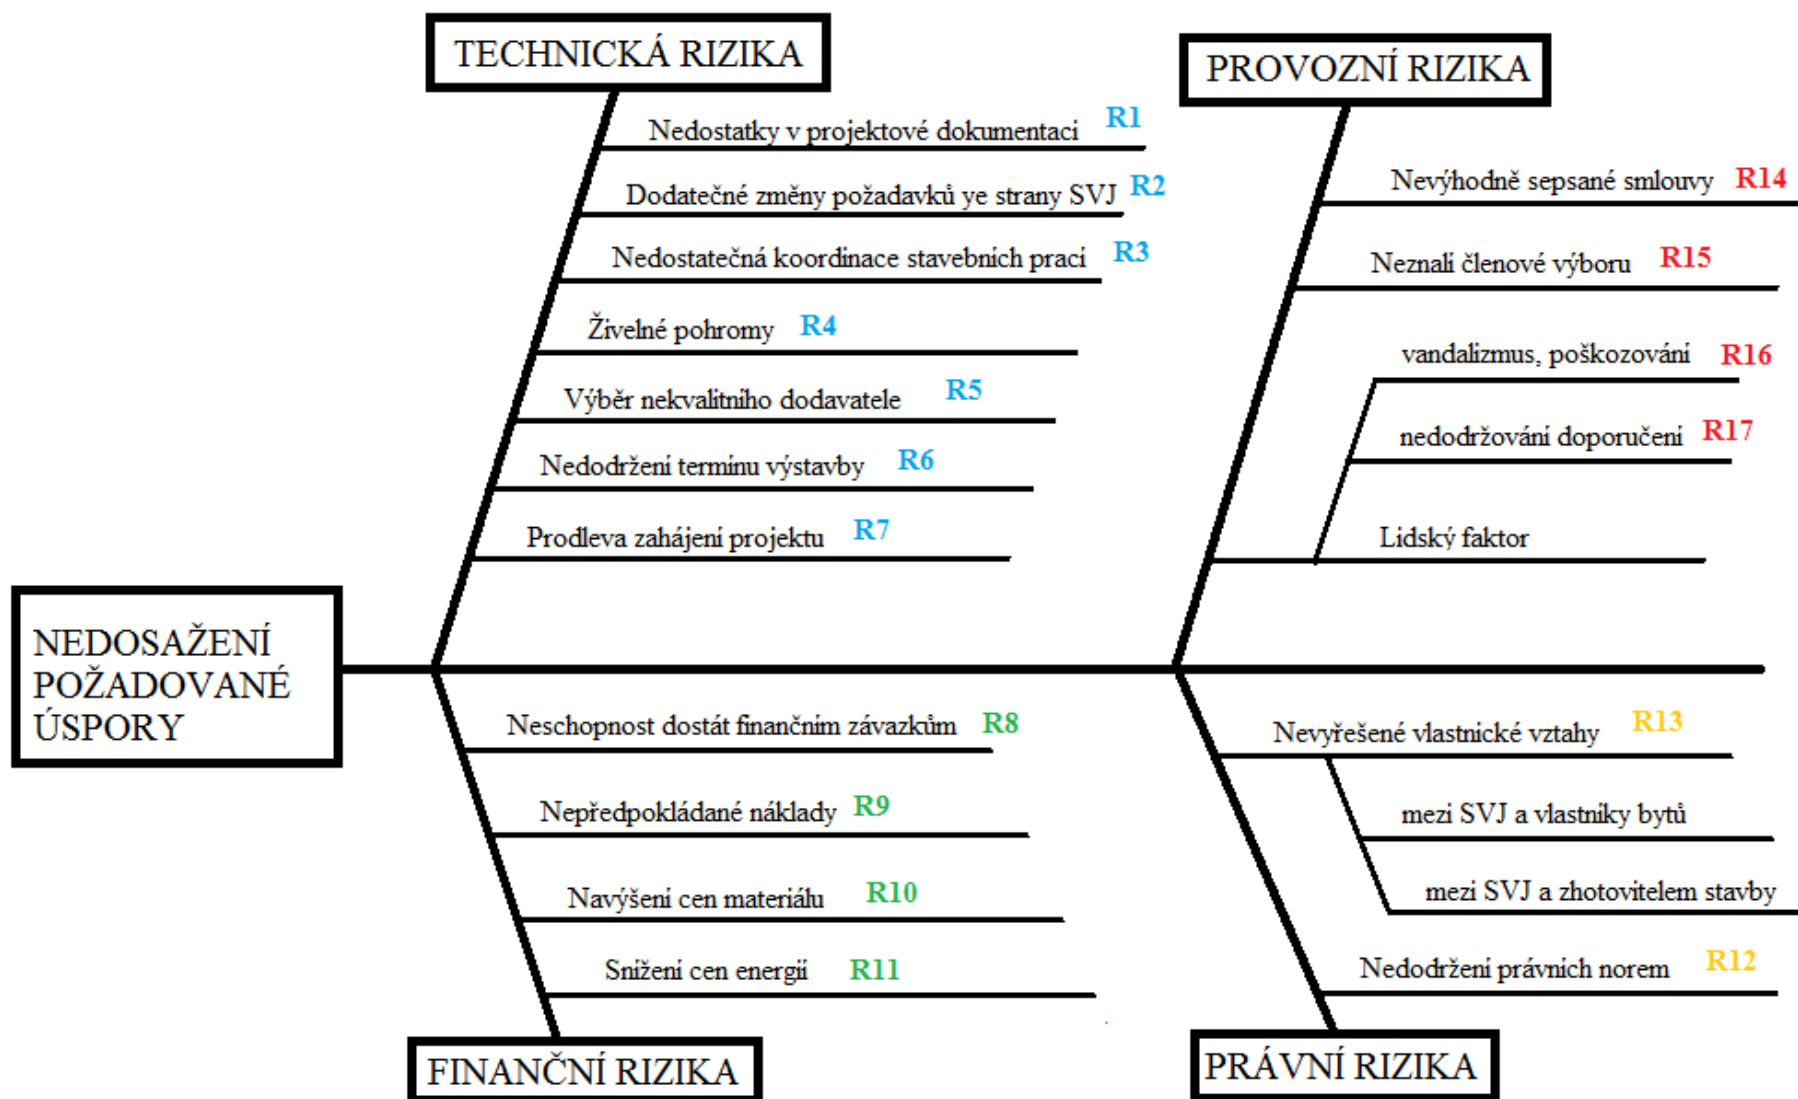 TECHNICKÁ RIZIKA
Nedostatky v projektové dokumentaci R1
Dodatečné změny požadavků ye strany SVJ R2
Nedostatečná koordinace stavebních prací R3
Živelné pohromy R4
Výběr nekvalitního dodavatele R5
Nedodržení termínu výstavby R6
Prodleva zahájení projektu R7
PROVOZNÍ RIZIKA
Nevýhodně sepsané smlouvy R14
Neznalí členové výboru R15
vandalizmus, poškozování R16
nedodržování doporučení R17
Lidský faktor
NEDOSAŽENÍ
POŽADOVANÉ
ÚSPORY
Neschopnost dostát finančním závazkům R8
Nepředpokládané náklady R9
Navýšení cen materiálu R10
Snížení cen energií R11
FINANČNÍ RIZIKA
Nevyřešené vlastnické vztahy R13
mezi SVJ a vlastníky bytů
mezi SVJ a zhotovitelem stavby
Nedodržení právních norem R12
PRÁVNÍ RIZIKA